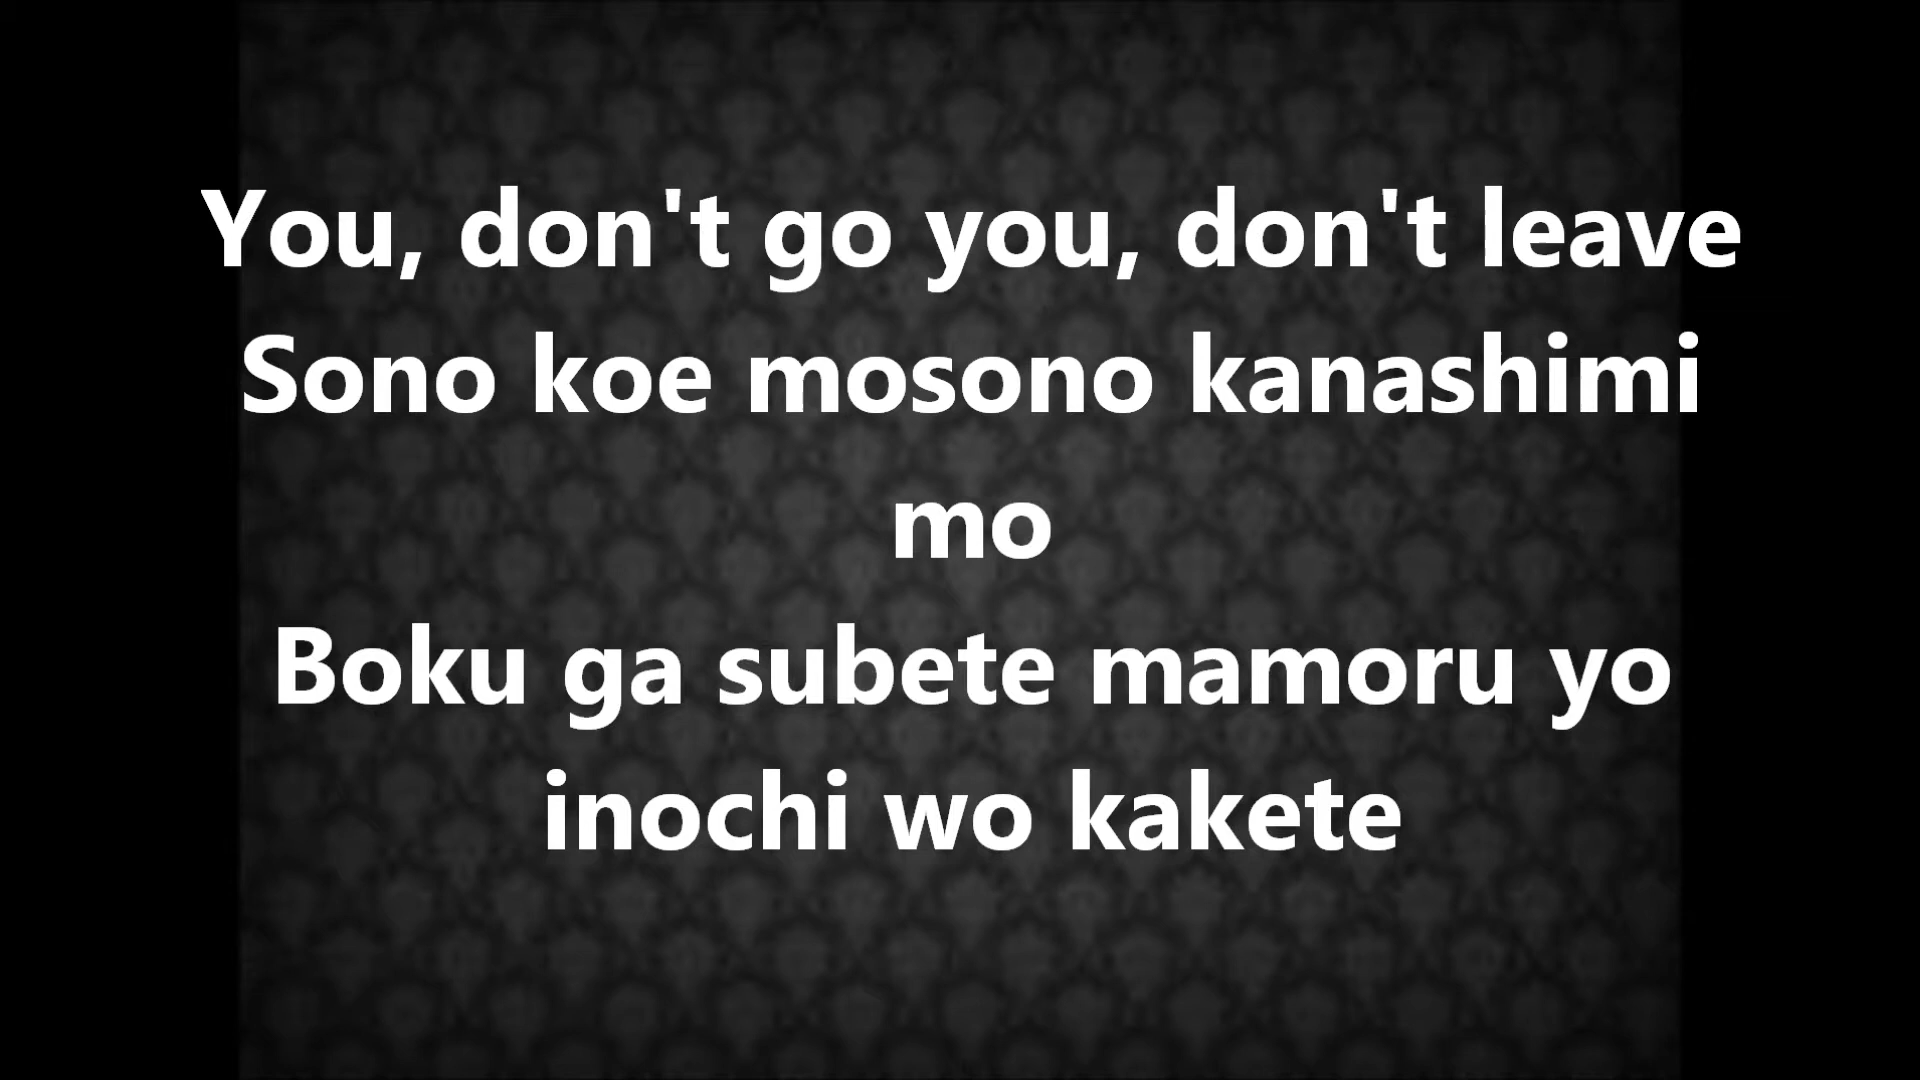 You, don't go you, don't leave
Sono koe mosono kanashimi
mo
Boku ga subete mamoru yo
inochi wo kakete